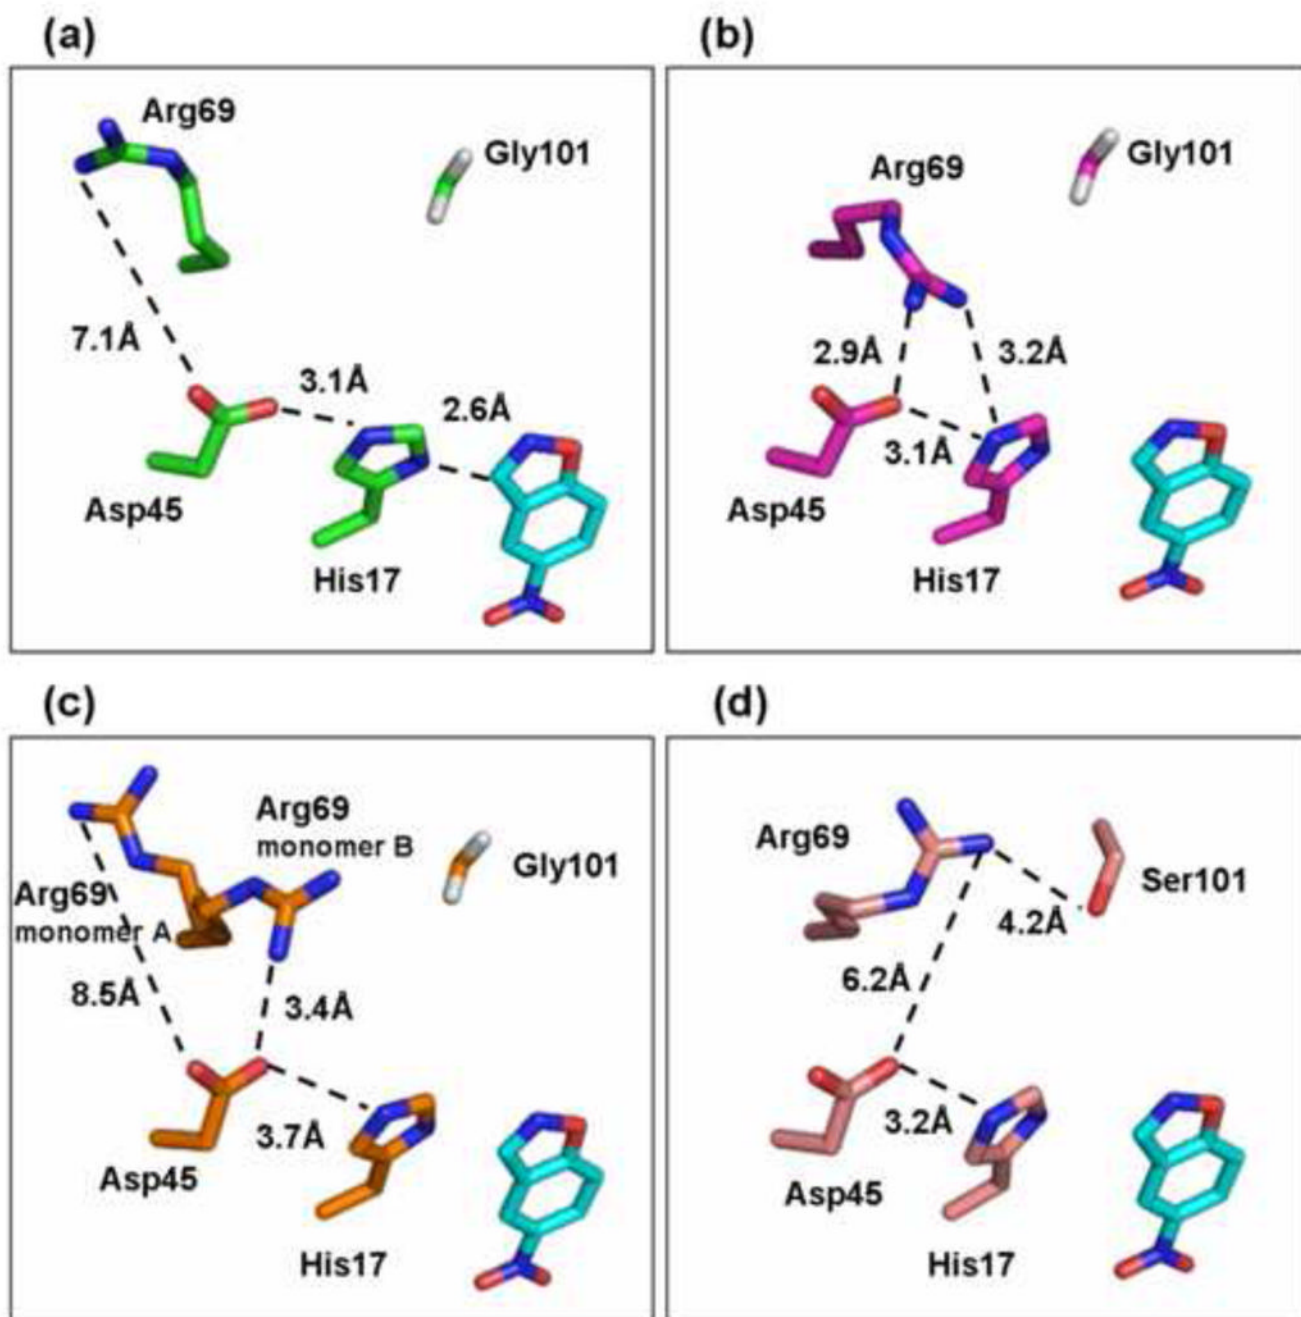 (a)
Arg69
Gly101
7.1Å
3.1Å
2.6Å
Asp45
His17
(b)
Arg69
Gly101
2.9Å
3.2Å
3.1Å
Asp45
His17
(c)
Arg69
monomer B
Gly101
Arg69
monomer A
8.5Å
3.4Å
3.7Å
Asp45
His17
(d)
Arg69
Ser101
4.2Å
6.2Å
3.2Å
Asp45
His17